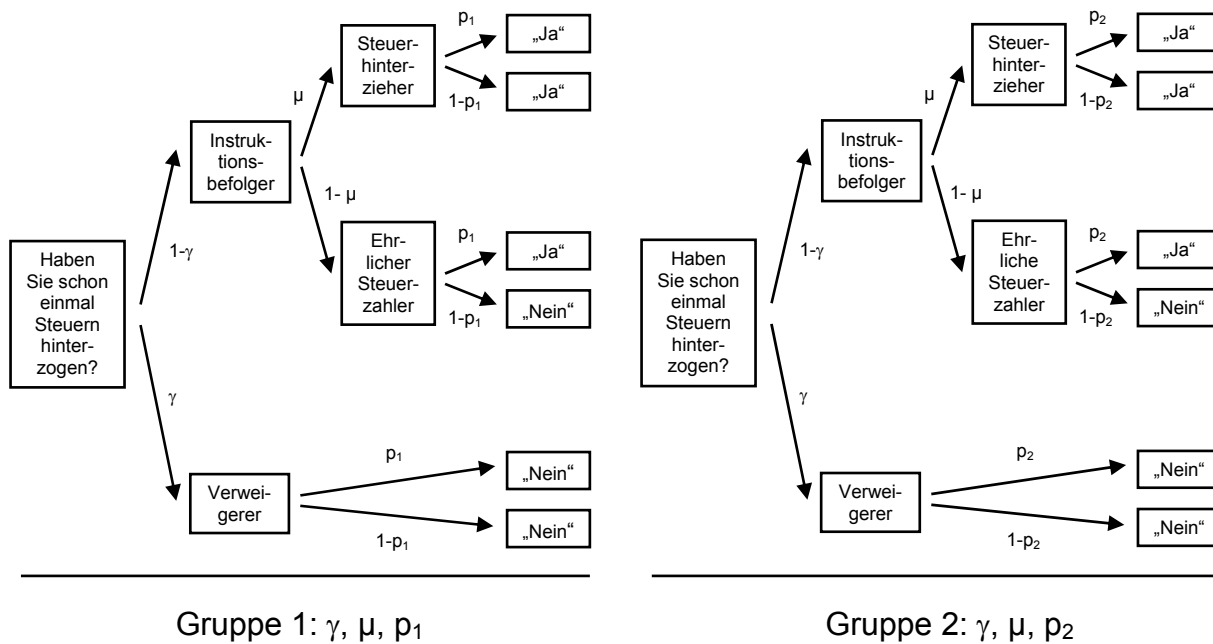 p₁
„Ja“
Steuer-
hinter-
zieher
µ
1-p₁
„Ja“
Instruk-
tions-
befolger
1- µ
1-γ
Ehr-
licher
Steuer-
zahler
p₁
„Ja“
1-p₁
„Nein“
Haben
Sie schon
einmal
Steuern
hinter-
zogen?
γ
p₁
„Nein“
Verwei-
gerer
1-p₁
„Nein“
Gruppe 1: γ, µ, p₁
p₂
„Ja“
Steuer-
hinter-
zieher
µ
1-p₂
„Ja“
Instruk-
tions-
befolger
1- µ
1-γ
Ehr-
liche
Steuer-
zahler
p₂
„Ja“
1-p₂
„Nein“
Haben
Sie schon
einmal
Steuern
hinter-
zogen?
γ
p₂
„Nein“
Verwei-
gerer
1-p₂
„Nein“
Gruppe 2: γ, µ, p₂